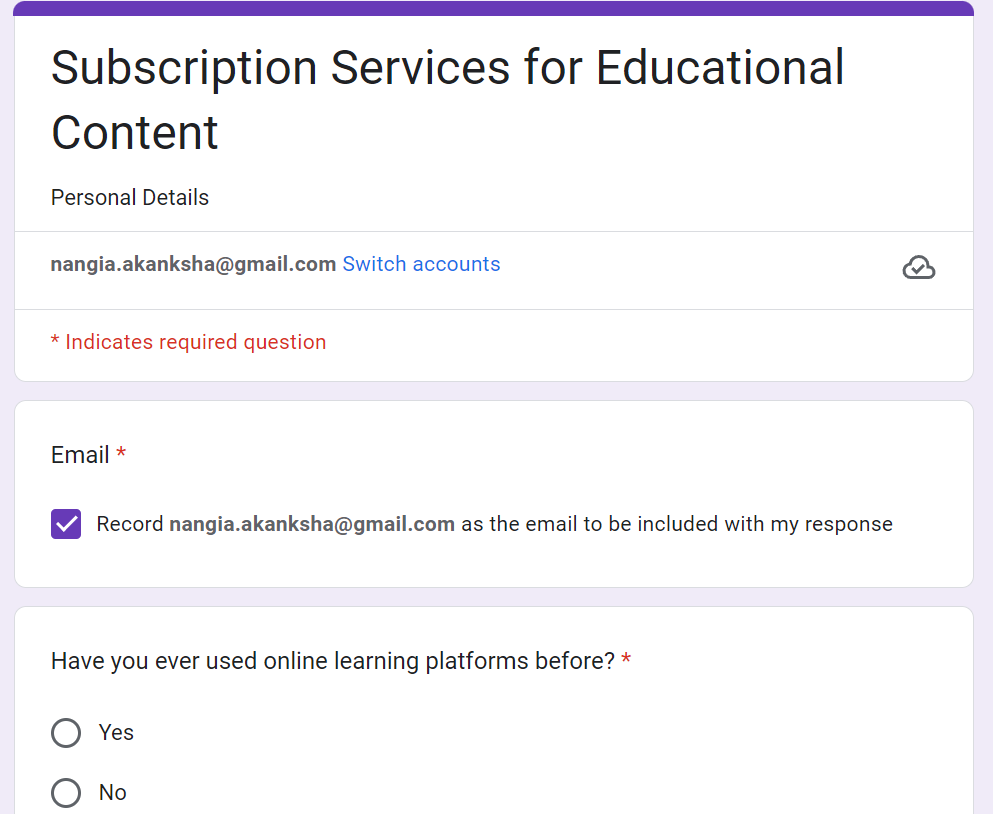 Subscription Services for Educational
Content
Personal Details
nangia.akanksha@gmail.com Switch accounts
* Indicates required question
Email *
Record nangia.akanksha@gmail.com as the email to be included with my response
Have you ever used online learning platforms before? *
Yes
No